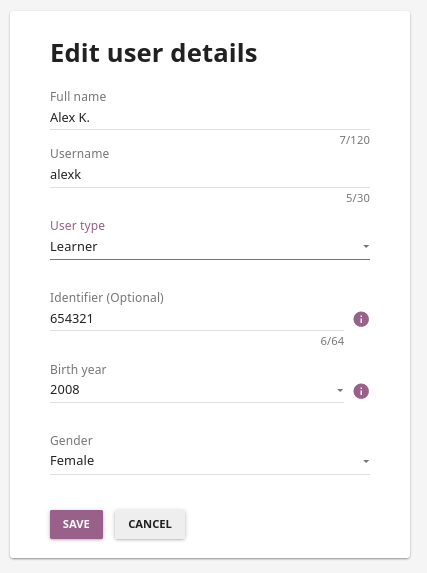 Edit user details
Full name
Alex K.
7/120
Username
alexk
5/30
User type
Learner
Identifier (Optional)
654321
6/64
Birth year
2008
Gender
Female
SAVE CANCEL